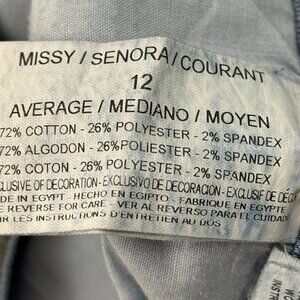 MISSY / SENORA / COURANT
12
AVERAGE / MEDIANO / MOYEN
72% COTTON - 26% POLYESTER - 2% SPANDEX
72% ALGODON - 26% POLIESTER - 2% SPANDEX
72% COTON - 26% POLYESTER - 2% SPANDEX
EXCLUSIVE OF DECORATION - EXCLUSIVO DE DECORACION - EXCLUSIF DE
MADE IN EGYPT - HECHO EN EGIPTO - FABRIQUE EN EGYPTE
REVERSE FOR CARE - VER AL REVERSO PARA EL CUIDADO
LES INSTRUCTIONS D'ENTRETIEN AU DOS